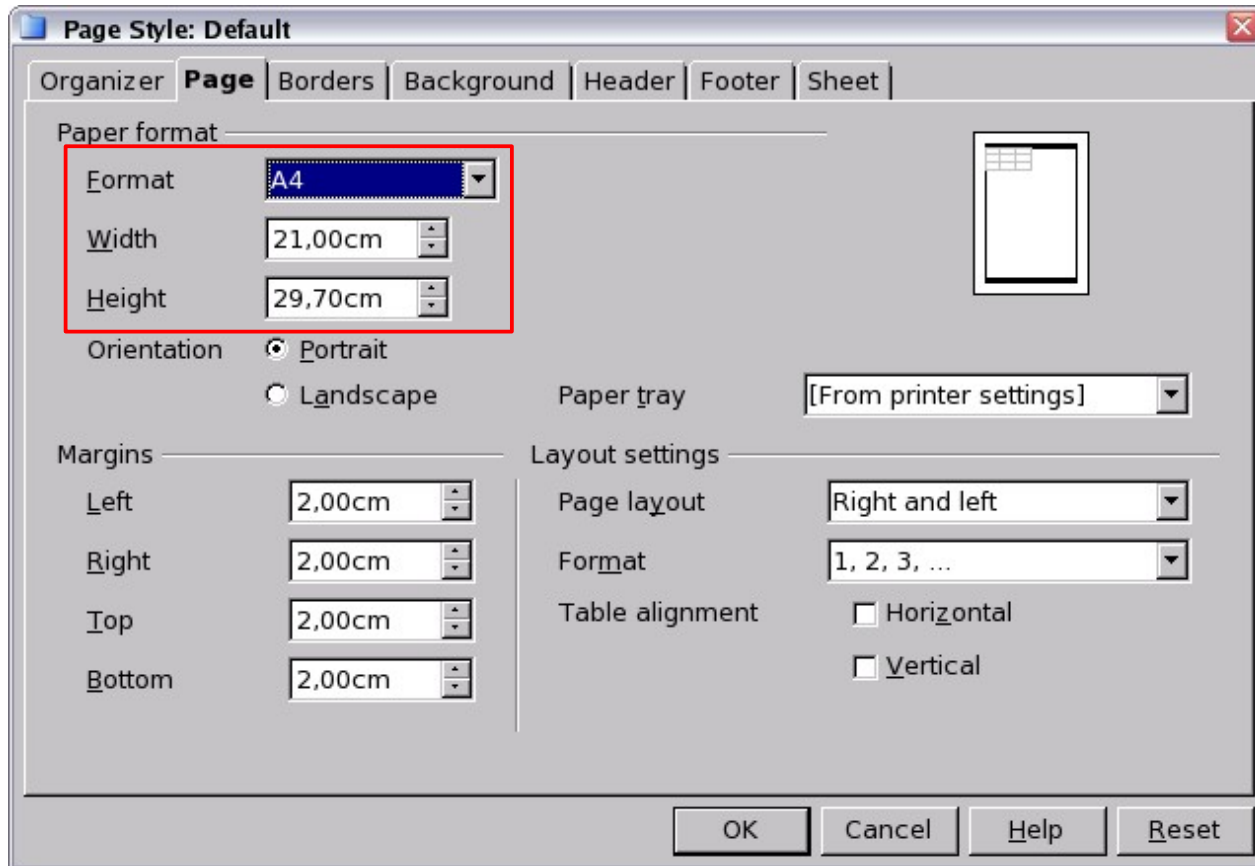 Page Style: Default
Organizer Page Borders Background Header Footer Sheet
Paper format
Format A4
Width 21,00cm
Height 29,70cm
Orientation Portrait
Landscape Paper tray [From printer settings]
Margins Layout settings
Left 2,00cm Page layout Right and left
Right 2,00cm Format 1, 2, 3, ...
Top 2,00cm Table alignment Horizontal
Bottom 2,00cm Vertical
OK Cancel Help Reset